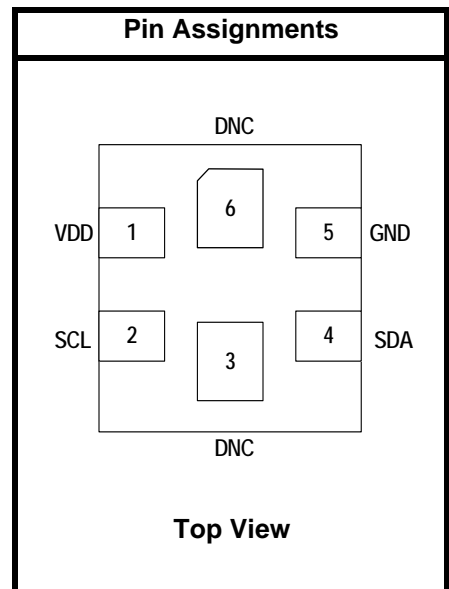 Pin Assignments
DNC
6
VDD 1 5 GND
SCL 2 4 SDA
3
DNC
Top View